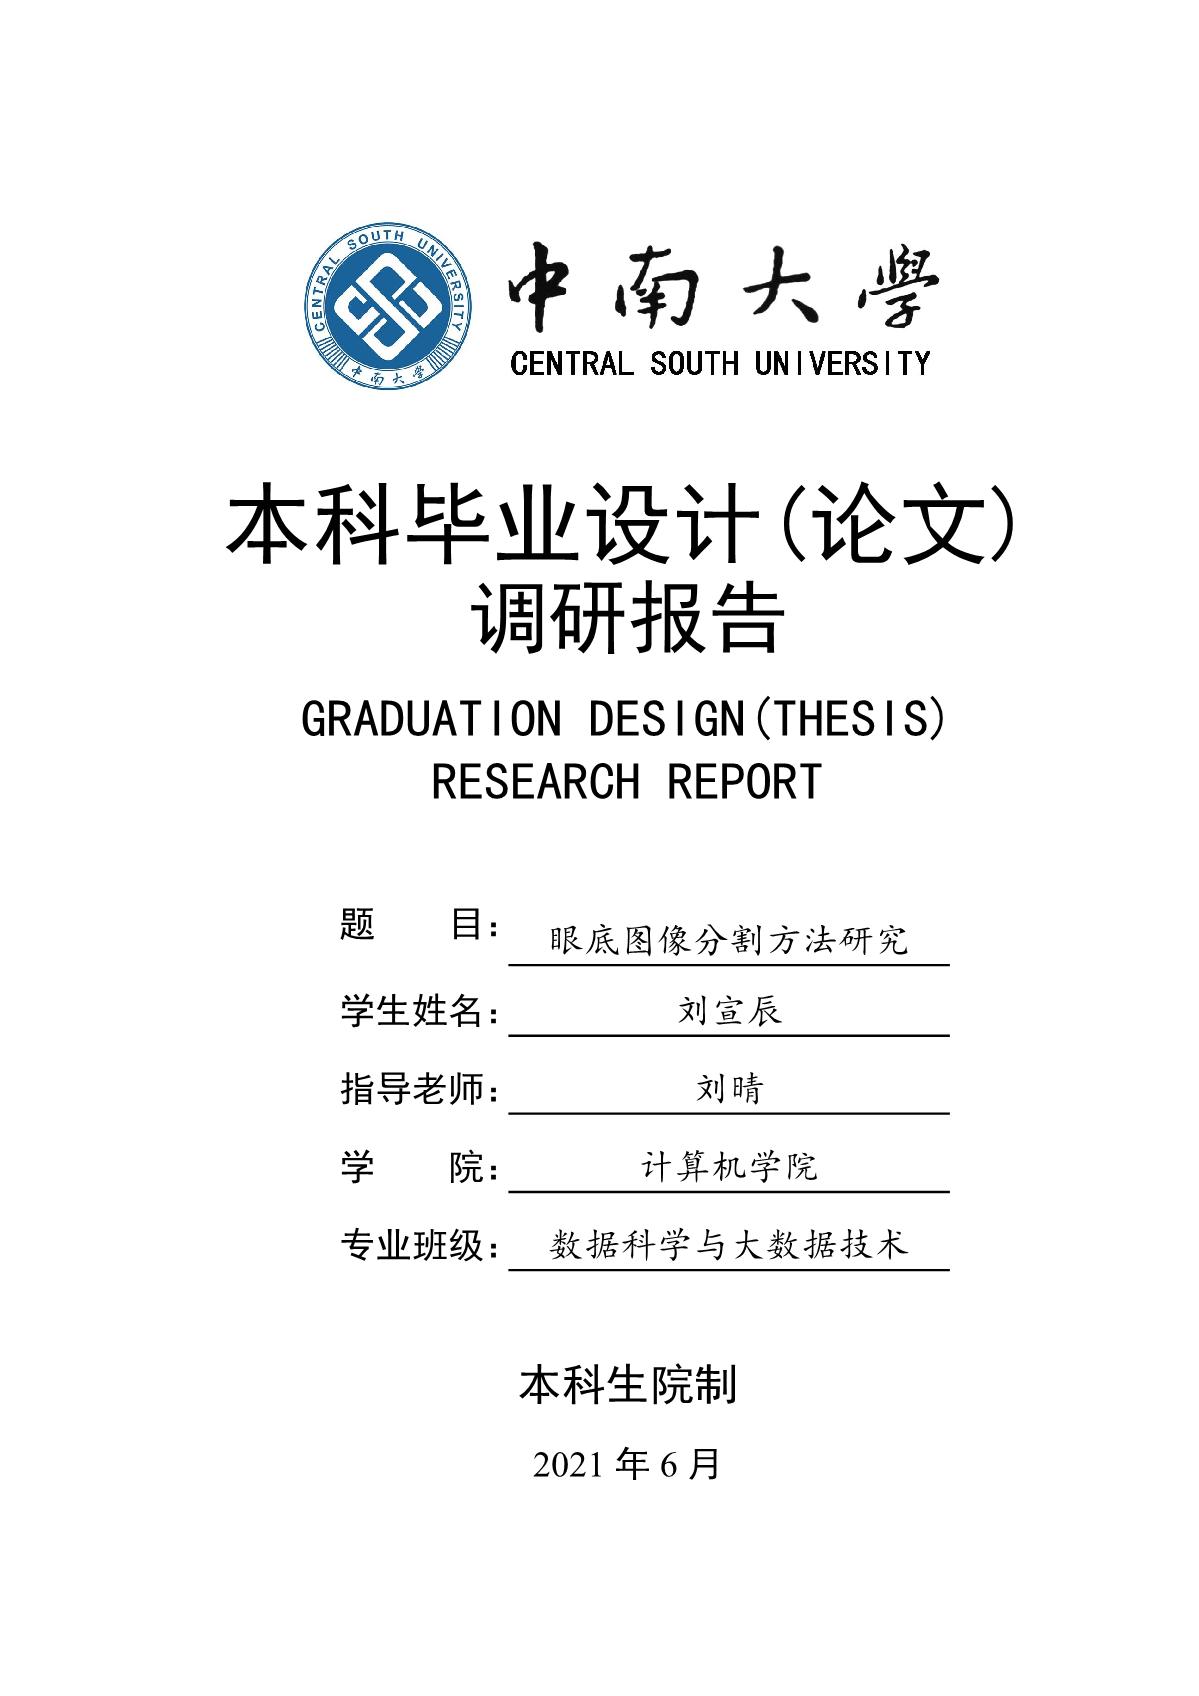 CENTRAL SOUTH UNIVERSITY
中南大学
中南大學
CENTRAL SOUTH UNIVERSITY
本科毕业设计(论文)
调研报告
GRADUATION DESIGN(THESIS)
RESEARCH REPORT
题 目: 眼底图像分割方法研究
学生姓名: 刘宣辰
指导老师: 刘晴
学 院: 计算机学院
专业班级: 数据科学与大数据技术
本科生院制
2021 年 6 月